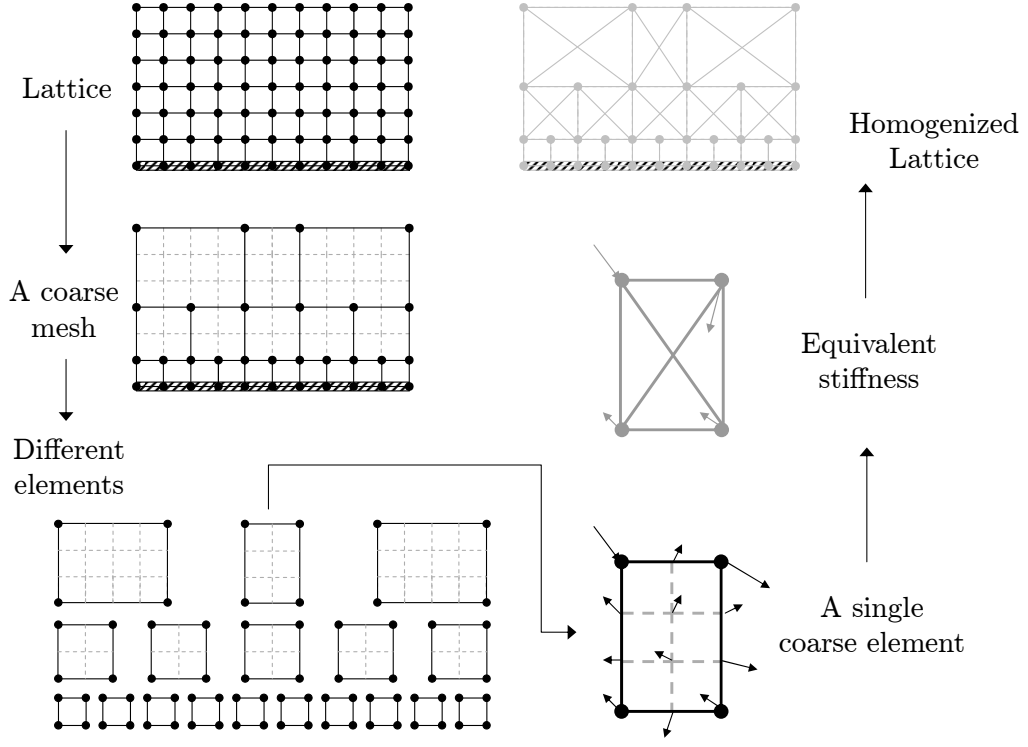 Lattice
A coarse
mesh
Different
elements
A single
coarse element
Equivalent
stiffness
Homogenized
Lattice